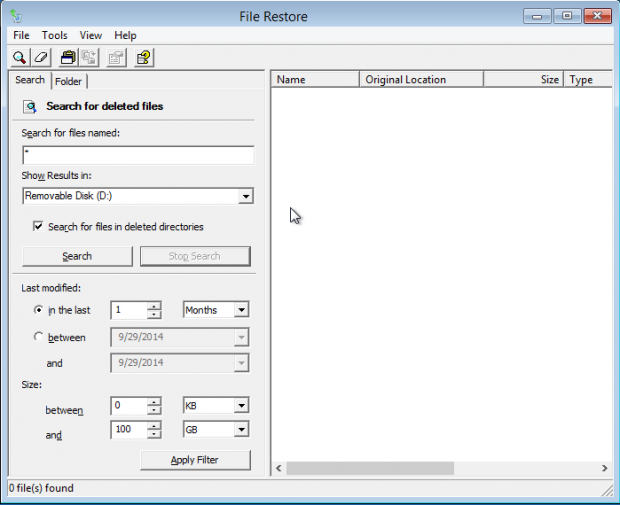 File Restore
File Tools View Help
Search Folder
Search for deleted files
Search for files named:
*
Show Results in:
Removable Disk (D:)
Search for files in deleted directories
Search Stop Search
Last modified:
in the last 1 Months
between 9/29/2014
and 9/29/2014
Size:
between 0 KB
and 100 GB
Apply Filter
Name Original Location Size Type
0 file(s) found